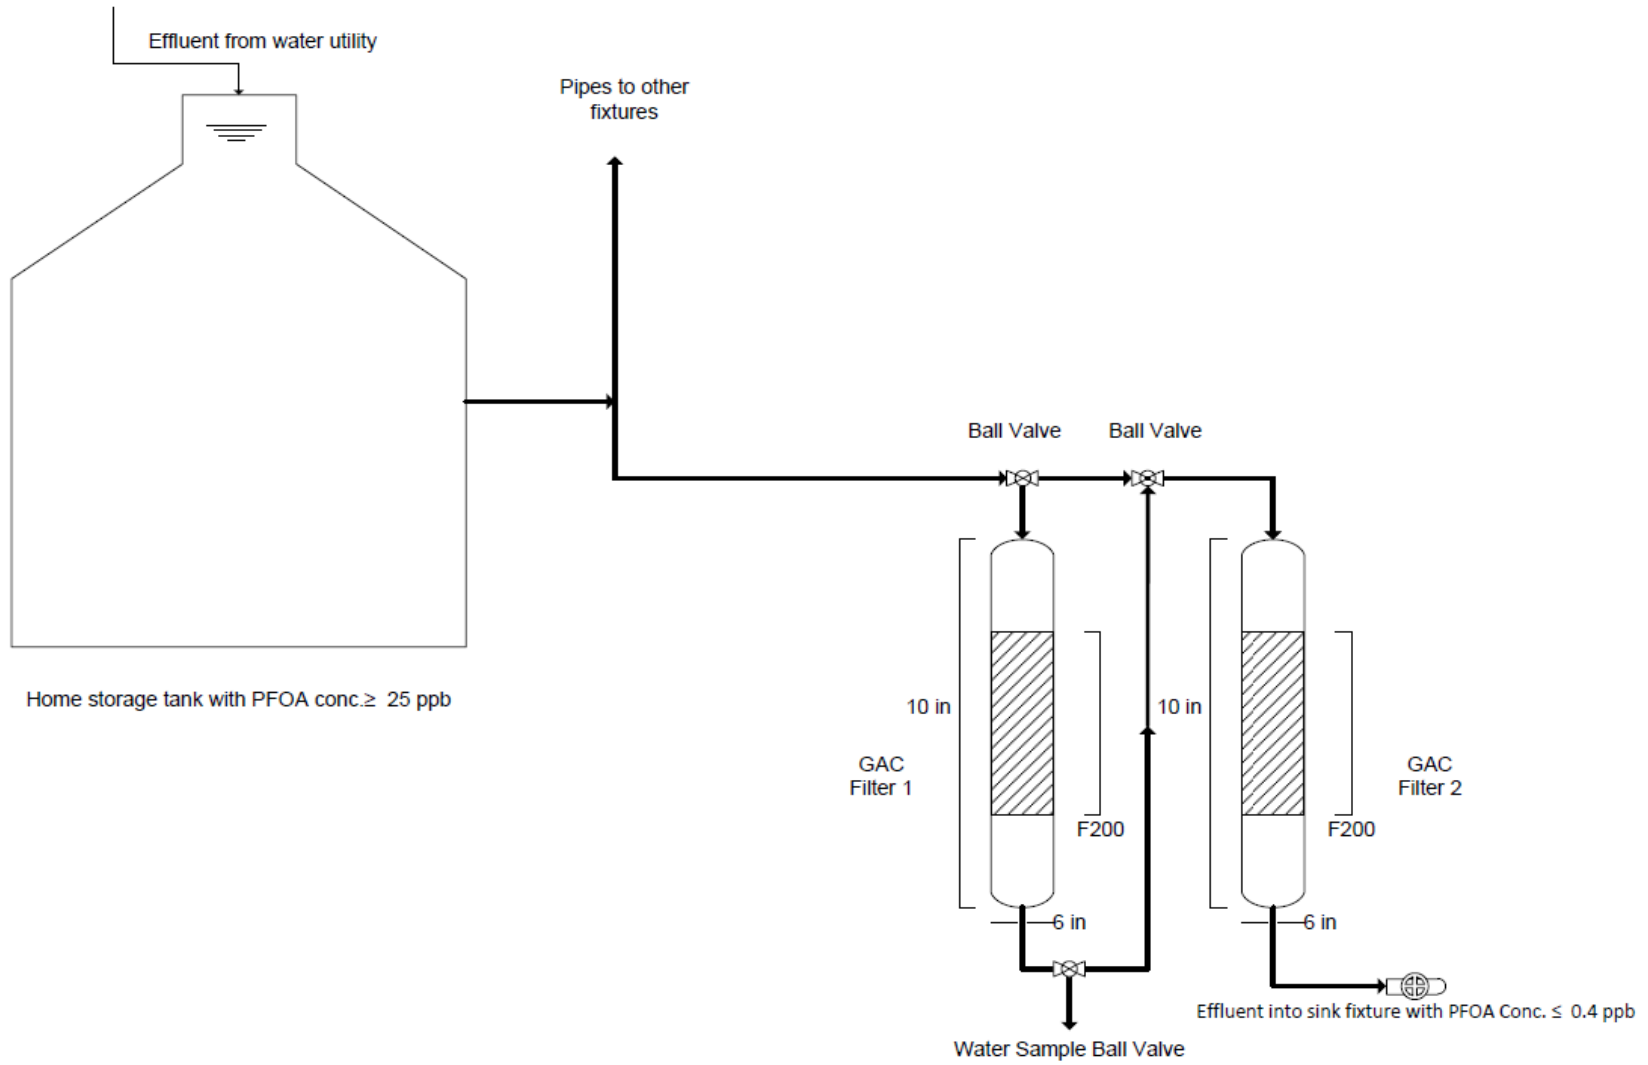 Effluent from water utility
Pipes to other
fixtures
Ball Valve
Ball Valve
Home storage tank with PFOA conc.≥ 25 ppb
10 in
10 in
GAC
Filter 1
GAC
Filter 2
F200
F200
6 in
6 in
Effluent into sink fixture with PFOA Conc. ≤ 0.4 ppb
Water Sample Ball Valve